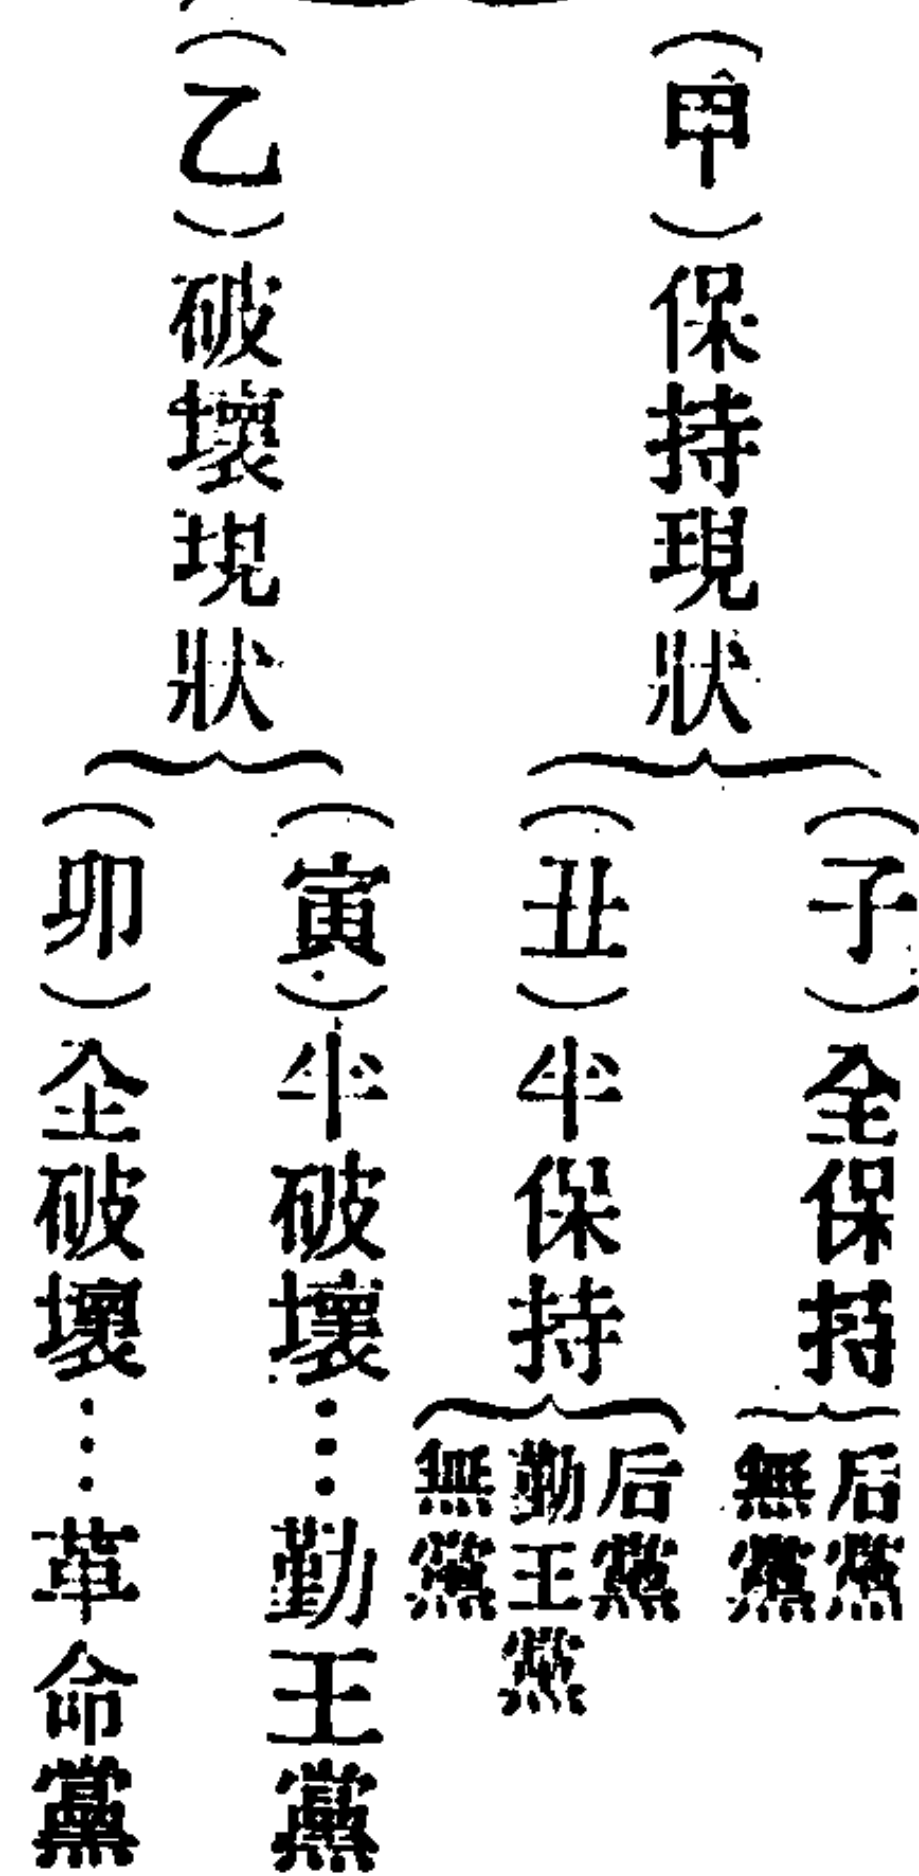 (甲)保持現狀
(子)全保持
后黨
無黨
(丑)半保持
后黨
勤王黨
無黨
(乙)破壞現狀
(寅)半破壞…勤王黨
(卯)全破壞…革命黨